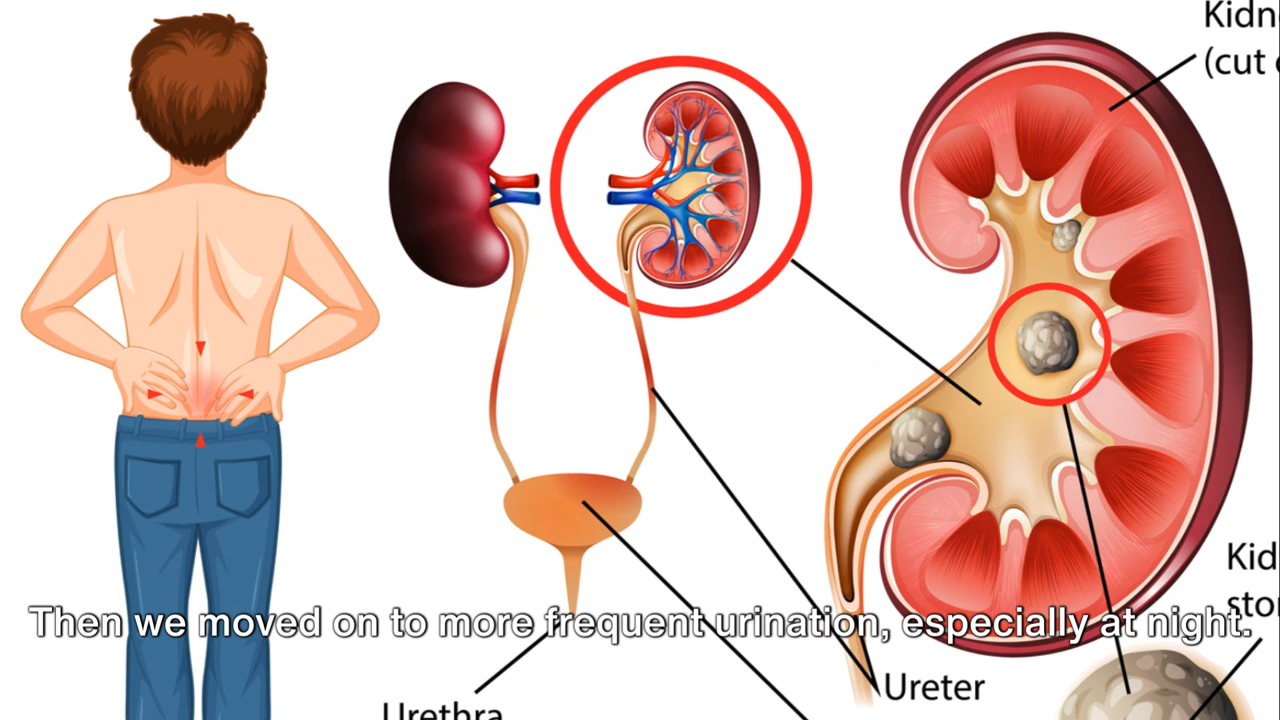 Kidn
(cut
Kid
sto
Then we moved on to more frequent urination, especially at night.
Ureter
Urethra